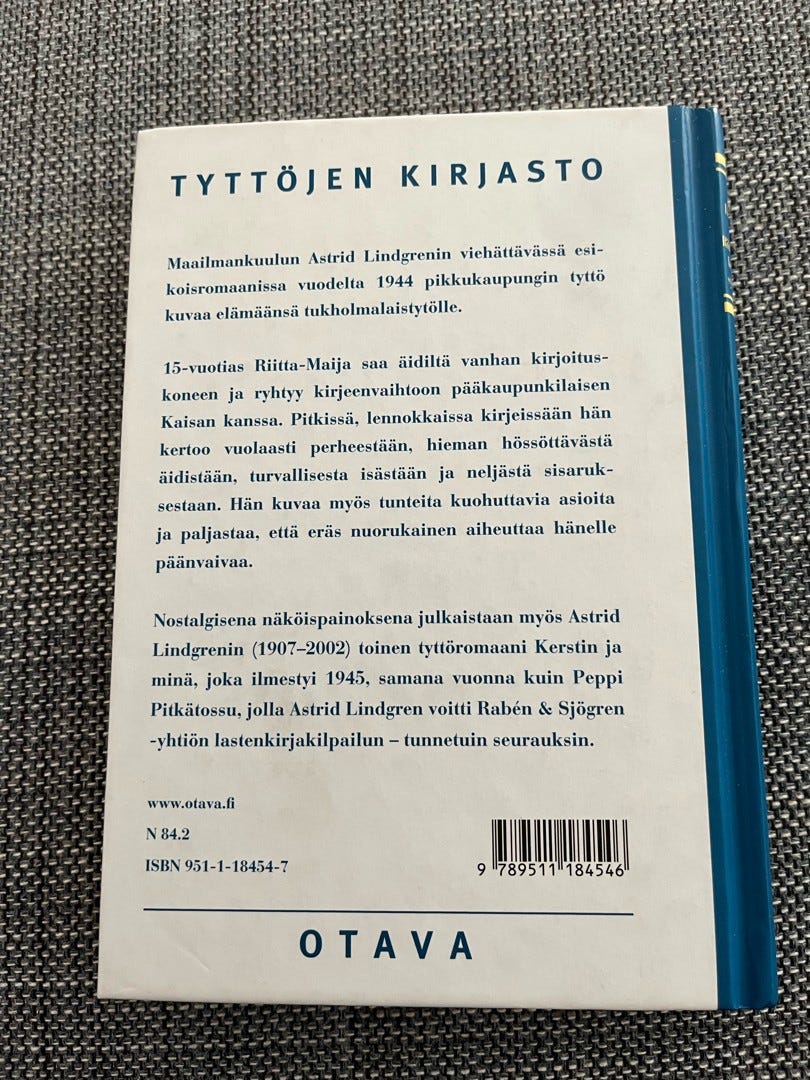 TYTTÖJEN KIRJASTO
Maailmankuulun Astrid Lindgrenin viehättävässä esi-
koisromaanissa vuodelta 1944 pikkukaupungin tyttö
kuvaa elämäänsä tukholmalaistytölle.
15-vuotias Riitta-Maija saa äidiltä vanhan kirjoitus-
koneen ja ryhtyy kirjeenvaihtoon pääkaupunkilaisen
Kaisan kanssa. Pitkissä, lennokkaissa kirjeissään hän
kertoo vuolaasti perheestään, hieman hössöttävästä
äidistään, turvallisesta isästään ja neljästä sisaruk-
sestaan. Hän kuvaa myös tunteita kuohuttavia asioita
ja paljastaa, että eräs nuorukainen aiheuttaa hänelle
päänvaivaa.
Nostalgisena näköispainoksena julkaistaan myös Astrid
Lindgrenin (1907–2002) toinen tyttöromaani Kerstin ja
minä, joka ilmestyi 1945, samana vuonna kuin Peppi
Pitkätossu, jolla Astrid Lindgren voitti Rabén & Sjögren
-yhtiön lastenkirjakilpailun – tunnetuin seurauksin.
www.otava.fi
N 84.2
ISBN 951-1-18454-7
9 789511 184546
OTAVA